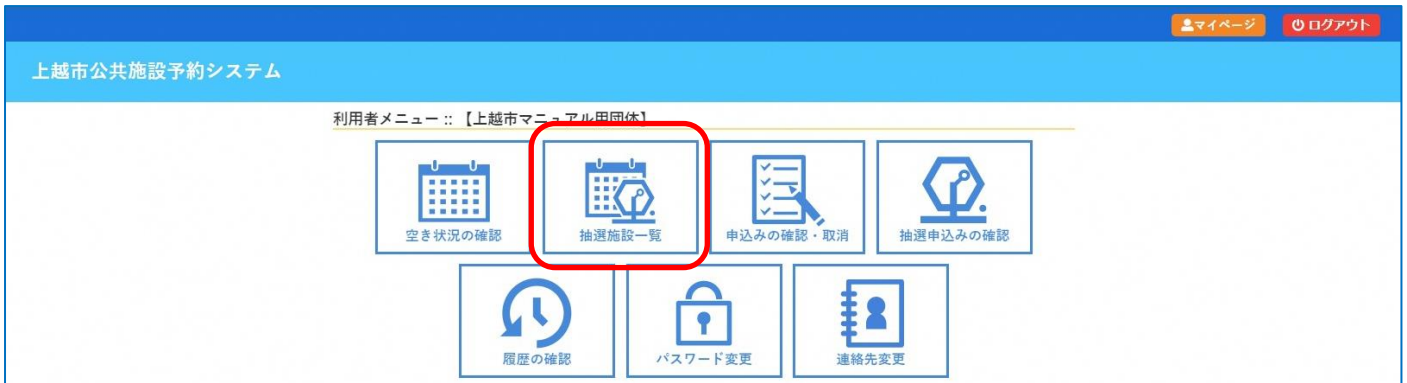 マイページ ログアウト
上越市公共施設予約システム
利用者メニュー :: 【上越市マニュアル用団体】
空き状況の確認 抽選施設一覧 申込みの確認・取消 抽選申込みの確認
履歴の確認 パスワード変更 連絡先変更